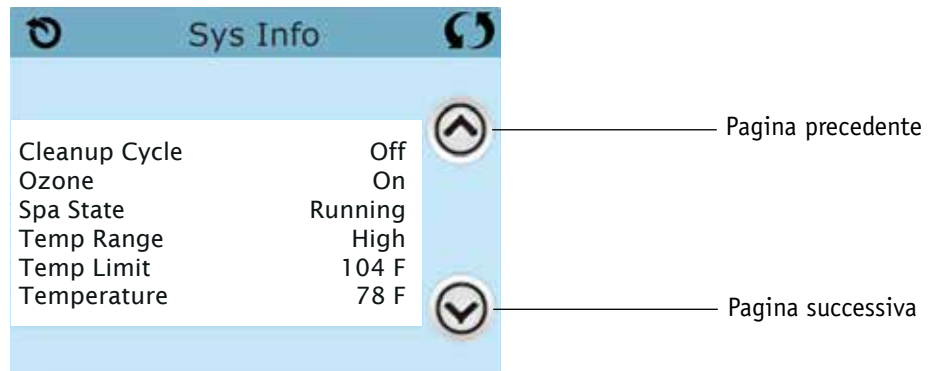 Sys Info
Pagina precedente
Cleanup Cycle Off
Ozone On
Spa State Running
Temp Range High
Temp Limit 104 F
Temperature 78 F
Pagina successiva